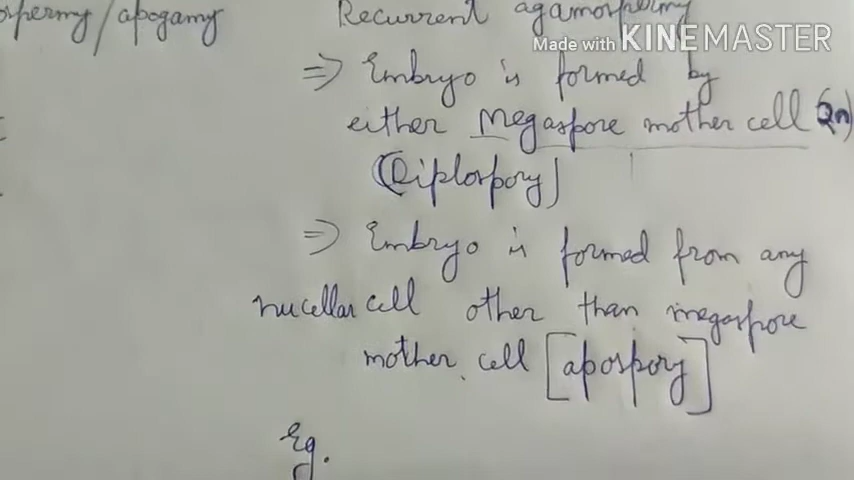 ospermy/apogamy
Recurrent agamospermy
Made with KINEMASTER
⇒ Embryo is formed by
either Megaspore mother cell (2n)
(Diplospory)
⇒ Embryo is formed from any
nucellar cell other than megaspore
mother cell [apospory]
Eg.